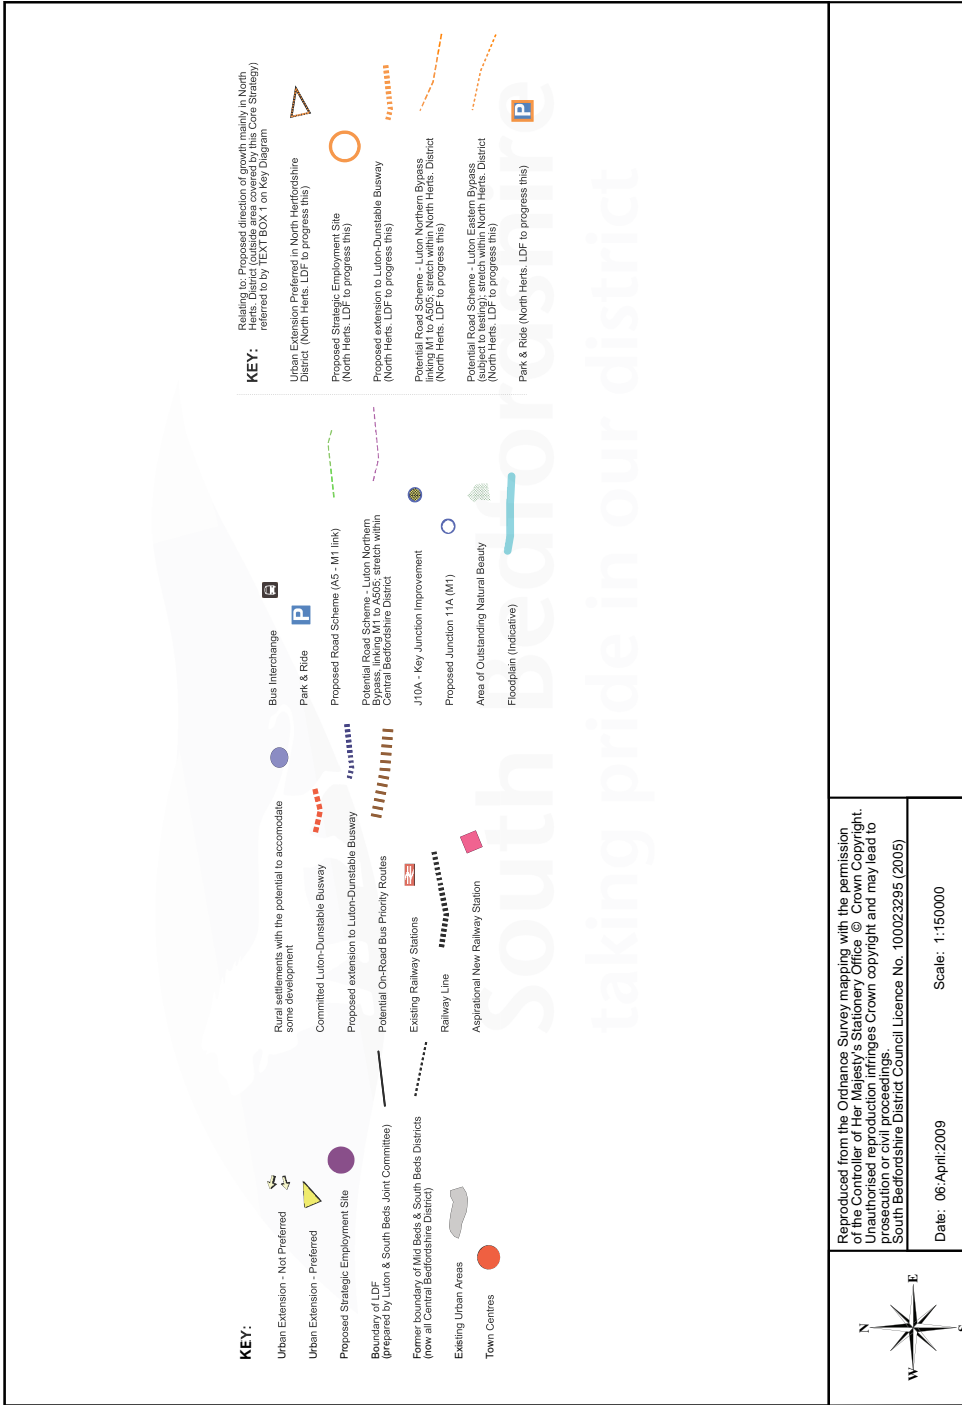 KEY:
Urban Extension - Not Preferred
Urban Extension - Preferred
Proposed Strategic Employment Site
Boundary of LDF
(prepared by Luton & South Beds Joint Committee)
Former boundary of Mid Beds & South Beds Districts
(now all Central Bedfordshire District)
Existing Urban Areas
Town Centres
Rural settlements with the potential to accomodate
some development
Committed Luton-Dunstable Busway
Proposed extension to Luton-Dunstable Busway
Potential On-Road Bus Priority Routes
Existing Railway Stations
Railway Line
Aspirational New Railway Station
Bus Interchange
Park & Ride
P
Proposed Road Scheme (A5 - M1 link)
Potential Road Scheme - Luton Northern
Bypass, linking M1 to A505; stretch within
Central Bedfordshire District
J10A - Key Junction Improvement
Proposed Junction 11A (M1)
Area of Outstanding Natural Beauty
Floodplain (Indicative)
KEY:
Relating to: Proposed direction of growth mainly in North
Herts. District (outside area covered by this Core Strategy)
referred to by TEXT BOX 1 on Key Diagram
Urban Extension Preferred in North Hertfordshire
District (North Herts. LDF to progress this)
Proposed Strategic Employment Site
(North Herts. LDF to progress this)
Proposed extension to Luton-Dunstable Busway
(North Herts. LDF to progress this)
Potential Road Scheme - Luton Northern Bypass
linking M1 to A505; stretch within North Herts. District
(North Herts. LDF to progress this)
Potential Road Scheme - Luton Eastern Bypass
(subject to testing); stretch within North Herts. District
(North Herts. LDF to progress this)
Park & Ride (North Herts. LDF to progress this)
P
South Bedfordshire
taking pride in our district
N
E
S
W
Reproduced from the Ordnance Survey mapping with the permission
of the Controller of Her Majesty's Stationery Office © Crown Copyright.
Unauthorised reproduction infringes Crown copyright and may lead to
prosecution or civil proceedings.
South Bedfordshire District Council Licence No. 100023295 (2005)
Date: 06:April:2009
Scale: 1:150000